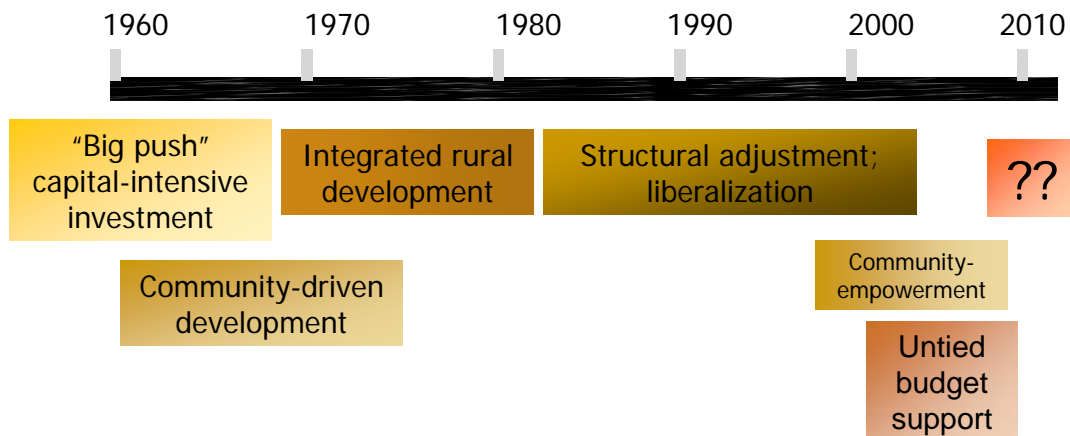 1960 1970 1980 1990 2000 2010
“Big push”
capital-intensive
investment
Integrated rural
development
Structural adjustment;
liberalization
??
Community-driven
development
Community-
empowerment
Untied
budget
support